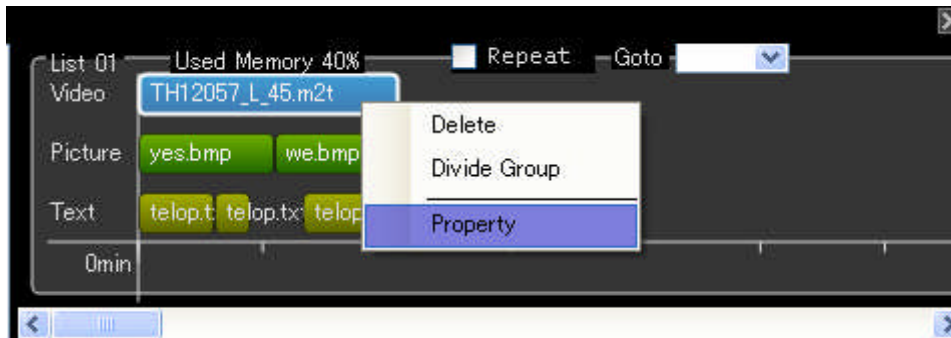 List 01 Used Memory 40% Repeat Goto
Video TH12057_L_45.m2t
Delete
Picture yes.bmp we.bmp
Divide Group
Text telop.t telop.tx telop
Property
0min